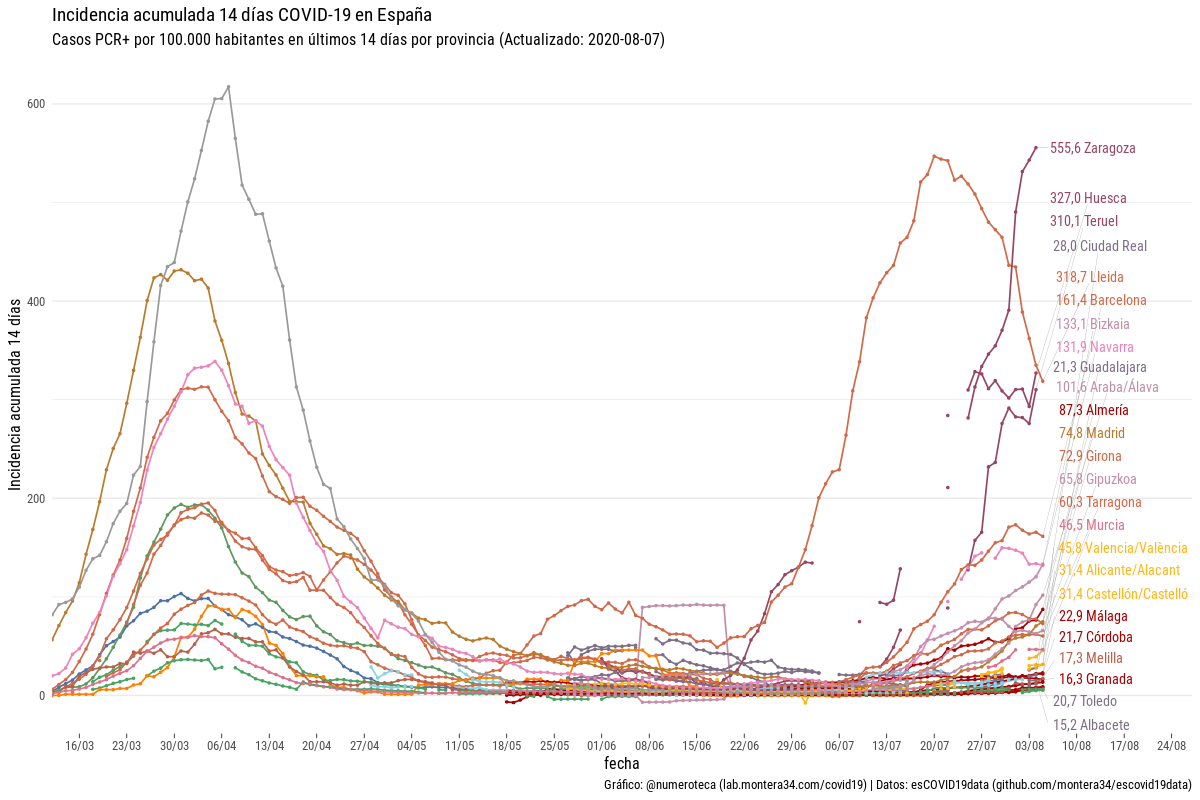 Incidencia acumulada 14 días COVID-19 en España
Casos PCR+ por 100.000 habitantes en últimos 14 días por provincia (Actualizado: 2020-08-07)
Incidencia acumulada 14 días
600
400
200
0
555,6 Zaragoza
327,0 Huesca
310,1 Teruel
28,0 Ciudad Real
318,7 Lleida
161,4 Barcelona
133,1 Bizkaia
131,9 Navarra
21,3 Guadalajara
101,6 Araba/Álava
87,3 Almería
74,8 Madrid
72,9 Girona
65,8 Gipuzkoa
60,3 Tarragona
46,5 Murcia
45,8 Valencia/València
31,4 Alicante/Alacant
31,4 Castellón/Castelló
22,9 Málaga
21,7 Córdoba
17,3 Melilla
16,3 Granada
20,7 Toledo
15,2 Albacete
16/03 23/03 30/03 06/04 13/04 20/04 27/04 04/05 11/05 18/05 25/05 01/06 08/06 15/06 22/06 29/06 06/07 13/07 20/07 27/07 03/08 10/08 17/08 24/08
fecha
Gráfico: @numeroteca (lab.montera34.com/covid19) | Datos: esCOVID19data (github.com/montera34/escovid19data)